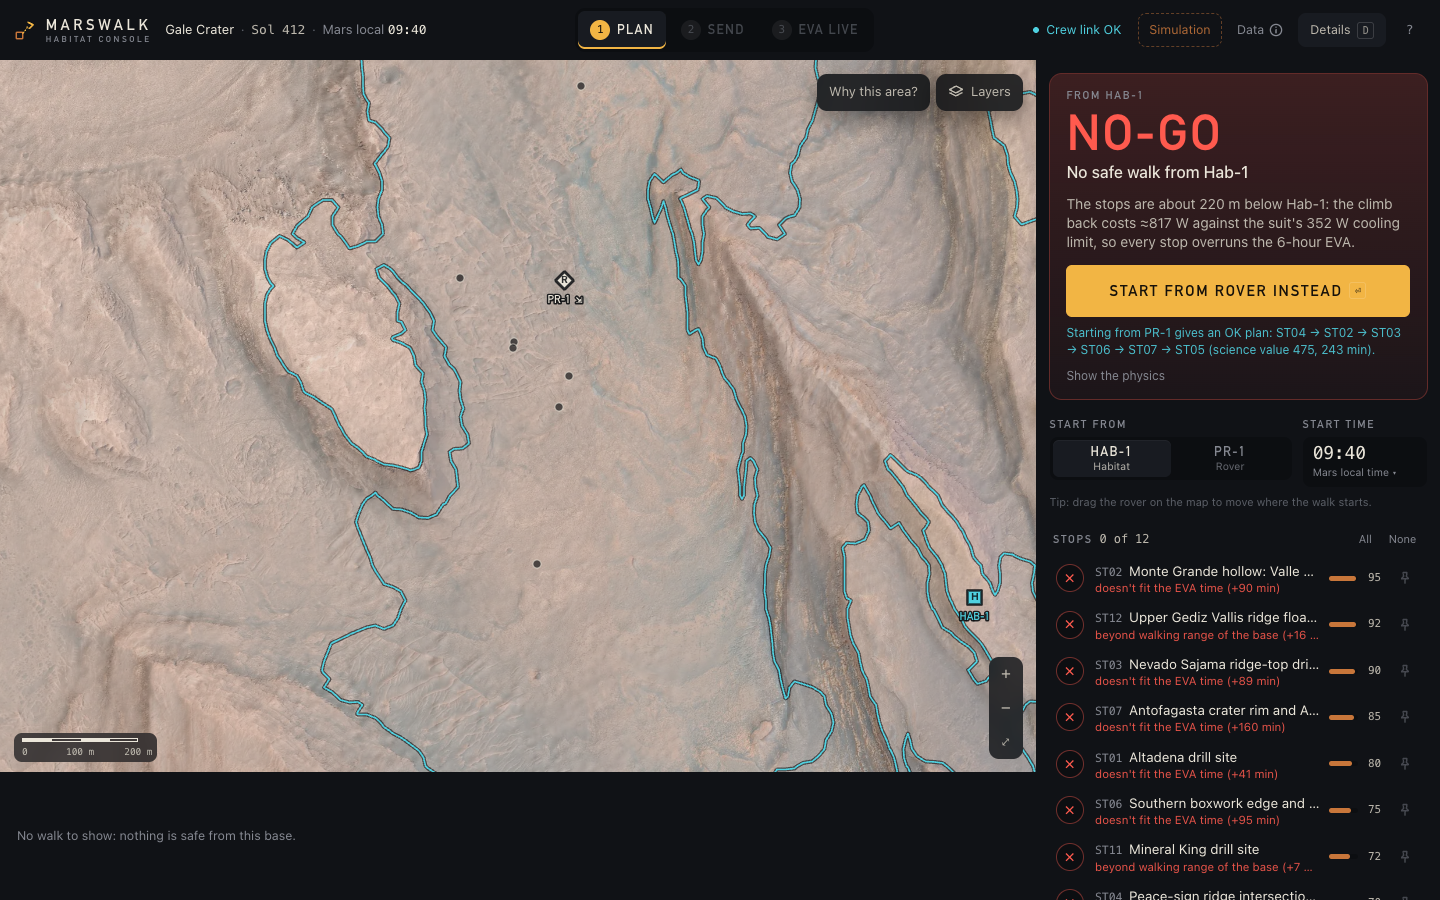 MARSWALK
HABITAT CONSOLE
Gale Crater · Sol 412 · Mars local 09:40
1 PLAN
2 SEND
3 EVA LIVE
Crew link OK
Simulation
Data
Details D
?
Why this area?
Layers
R
PR-1
H
HAB-1
+
−
0 100 m 200 m
No walk to show: nothing is safe from this base.
FROM HAB-1
NO-GO
No safe walk from Hab-1
The stops are about 220 m below Hab-1: the climb
back costs ≈817 W against the suit's 352 W cooling
limit, so every stop overruns the 6-hour EVA.
START FROM ROVER INSTEAD ⏎
Starting from PR-1 gives an OK plan: ST04 → ST02 → ST03
→ ST06 → ST07 → ST05 (science value 475, 243 min).
Show the physics
START FROM
START TIME
HAB-1
Habitat
PR-1
Rover
09:40
Mars local time
Tip: drag the rover on the map to move where the walk starts.
STOPS 0 of 12
All None
ST02 Monte Grande hollow: Valle ... 95
doesn't fit the EVA time (+90 min)
ST12 Upper Gediz Vallis ridge floa... 92
beyond walking range of the base (+16 ...
ST03 Nevado Sajama ridge-top dri... 90
doesn't fit the EVA time (+89 min)
ST07 Antofagasta crater rim and A... 85
doesn't fit the EVA time (+160 min)
ST01 Altadena drill site 80
doesn't fit the EVA time (+41 min)
ST06 Southern boxwork edge and ... 75
doesn't fit the EVA time (+95 min)
ST11 Mineral King drill site 72
beyond walking range of the base (+7 ...
ST04 Peace-sign ridge intersectio... 70